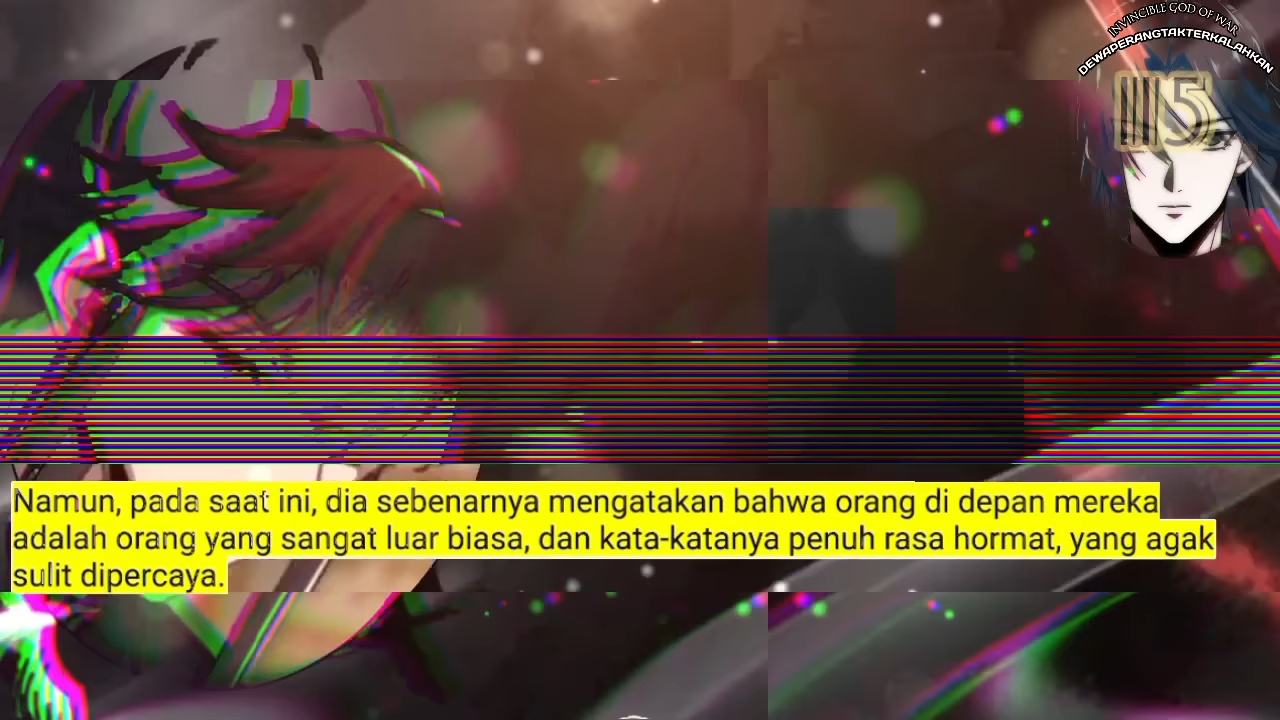 INVINCIBLE GOD OF WAR
DEWAPERANGTAKTERKALAHKAN
5
Namun, pada saat ini, dia sebenarnya mengatakan bahwa orang di depan mereka
adalah orang yang sangat luar biasa, dan kata-katanya penuh rasa hormat, yang agak
sulit dipercaya.